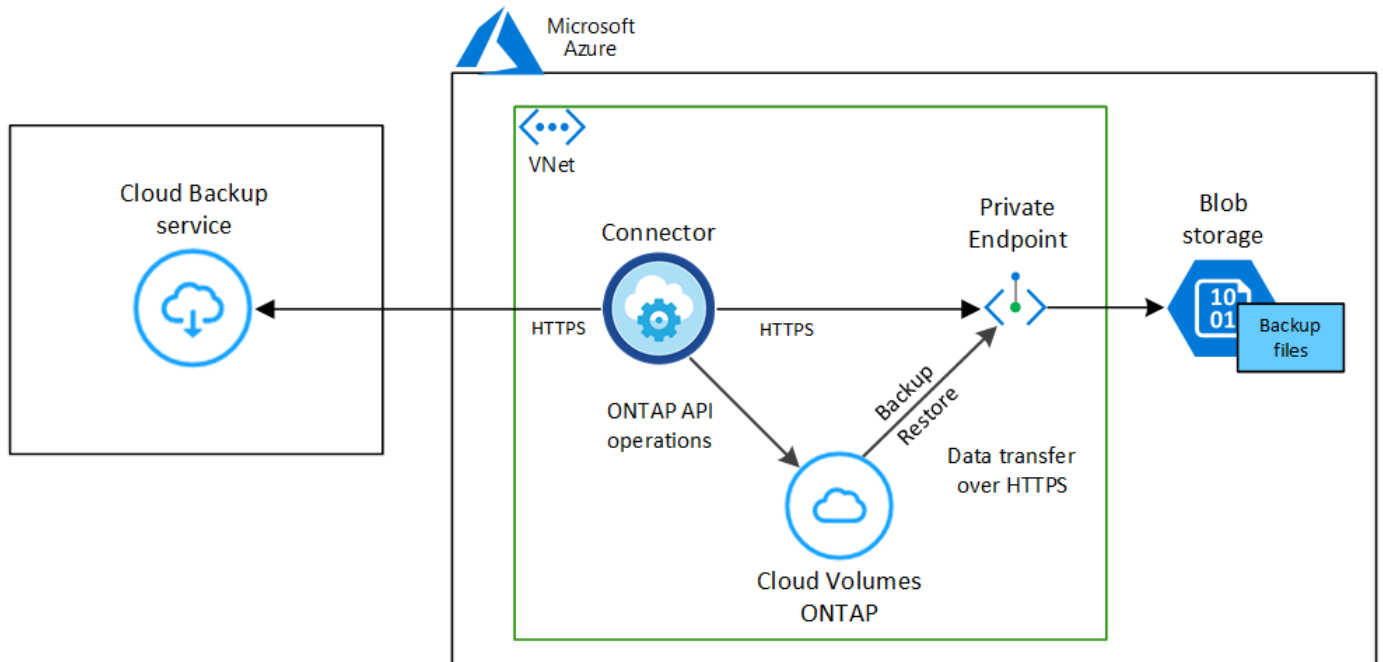 Microsoft
Azure
VNet
Cloud Backup
service
Connector
Private
Endpoint
Blob
storage
HTTPS
HTTPS
10
01
Backup
files
ONTAP API
operations
Backup
Restore
Data transfer
over HTTPS
Cloud Volumes
ONTAP